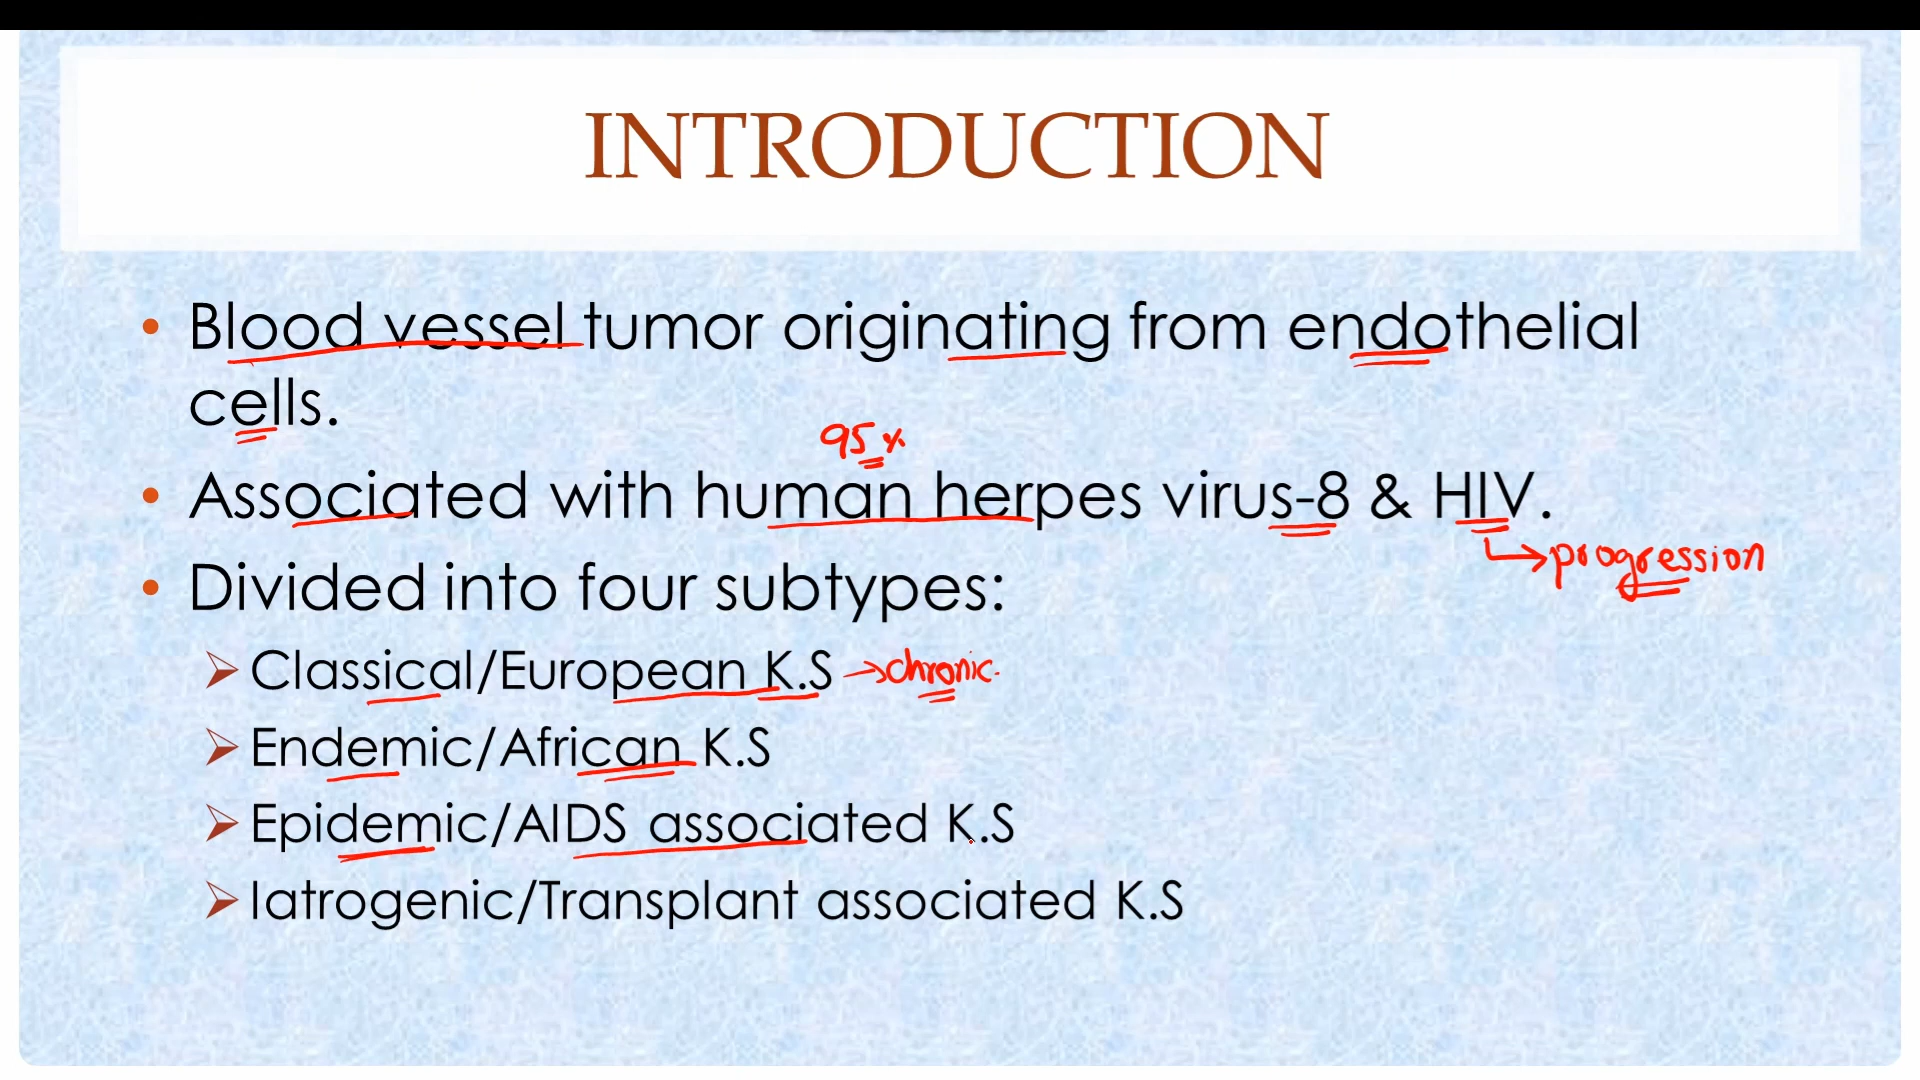 INTRODUCTION
• Blood vessel tumor originating from endothelial
cells.
95%
• Associated with human herpes virus-8 & HIV.
→progression
• Divided into four subtypes:
➢Classical/European K.S →chronic.
➢Endemic/African K.S
➢Epidemic/AIDS associated K.S
➢Iatrogenic/Transplant associated K.S